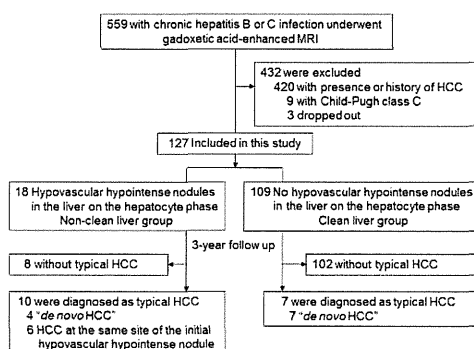 559 with chronic hepatitis B or C infection underwent
gadoxetic acid-enhanced MRI
432 were excluded
420 with presence or history of HCC
9 with Child-Pugh class C
3 dropped out
127 Included in this study
18 Hypovascular hypointense nodules
in the liver on the hepatocyte phase
Non-clean liver group
109 No hypovascular hypointense nodules
in the liver on the hepatocyte phase
Clean liver group
3-year follow up
8 without typical HCC
102 without typical HCC
10 were diagnosed as typical HCC
4 "de novo HCC"
6 HCC at the same site of the initial
hypovascular hypointense nodule
7 were diagnosed as typical HCC
7 "de novo HCC"